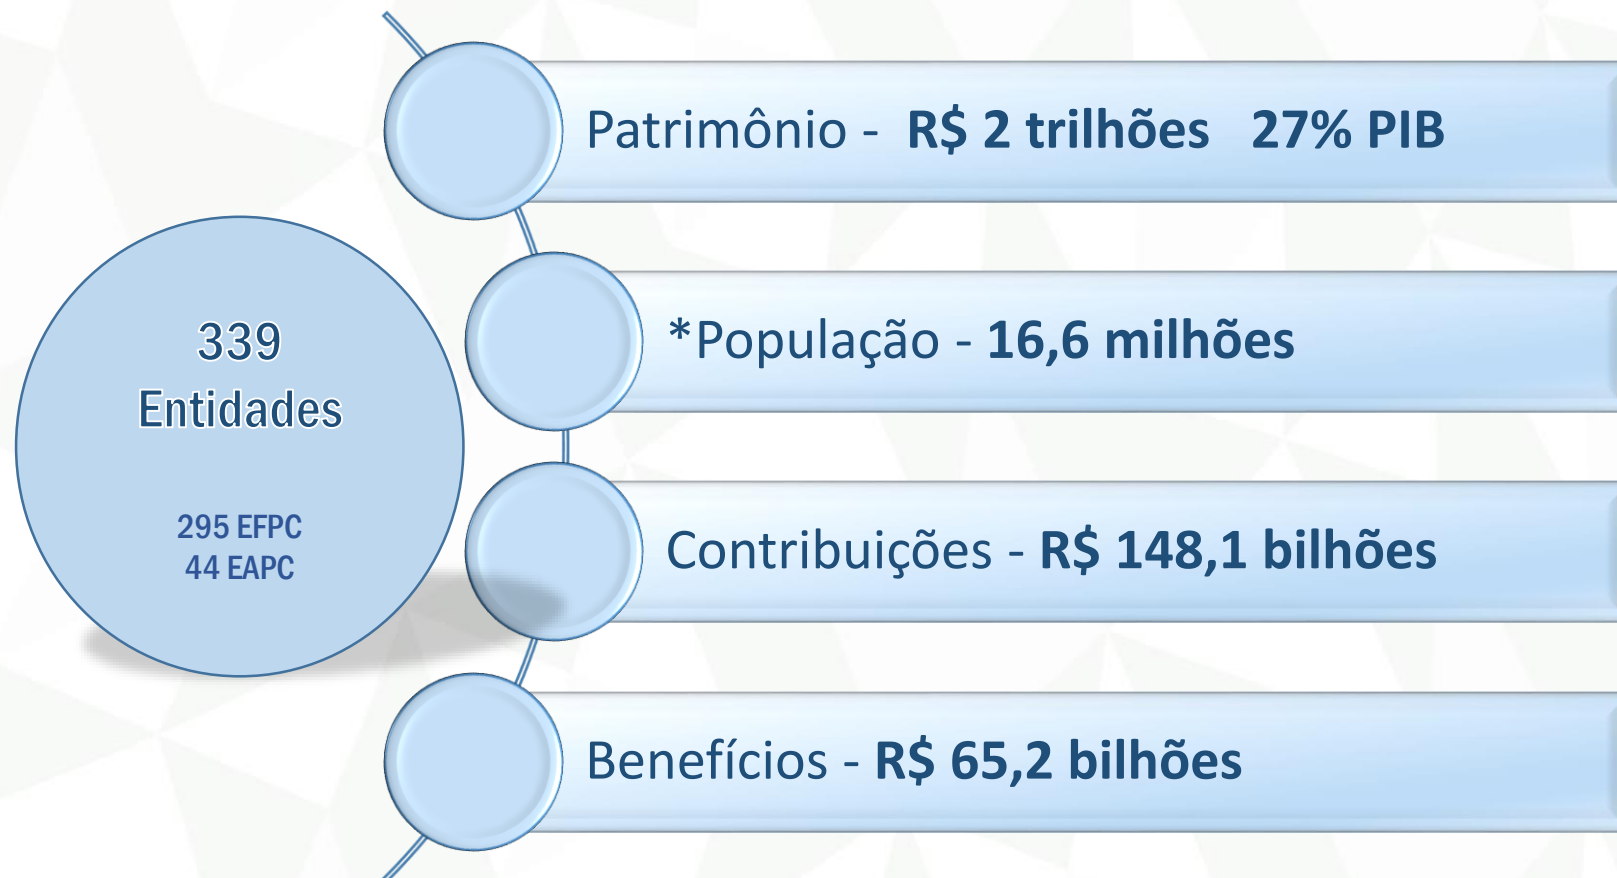 339
Entidades
295 EFPC
44 EAPC
Patrimônio - R$ 2 trilhões 27% PIB
*População - 16,6 milhões
Contribuições - R$ 148,1 bilhões
Benefícios - R$ 65,2 bilhões